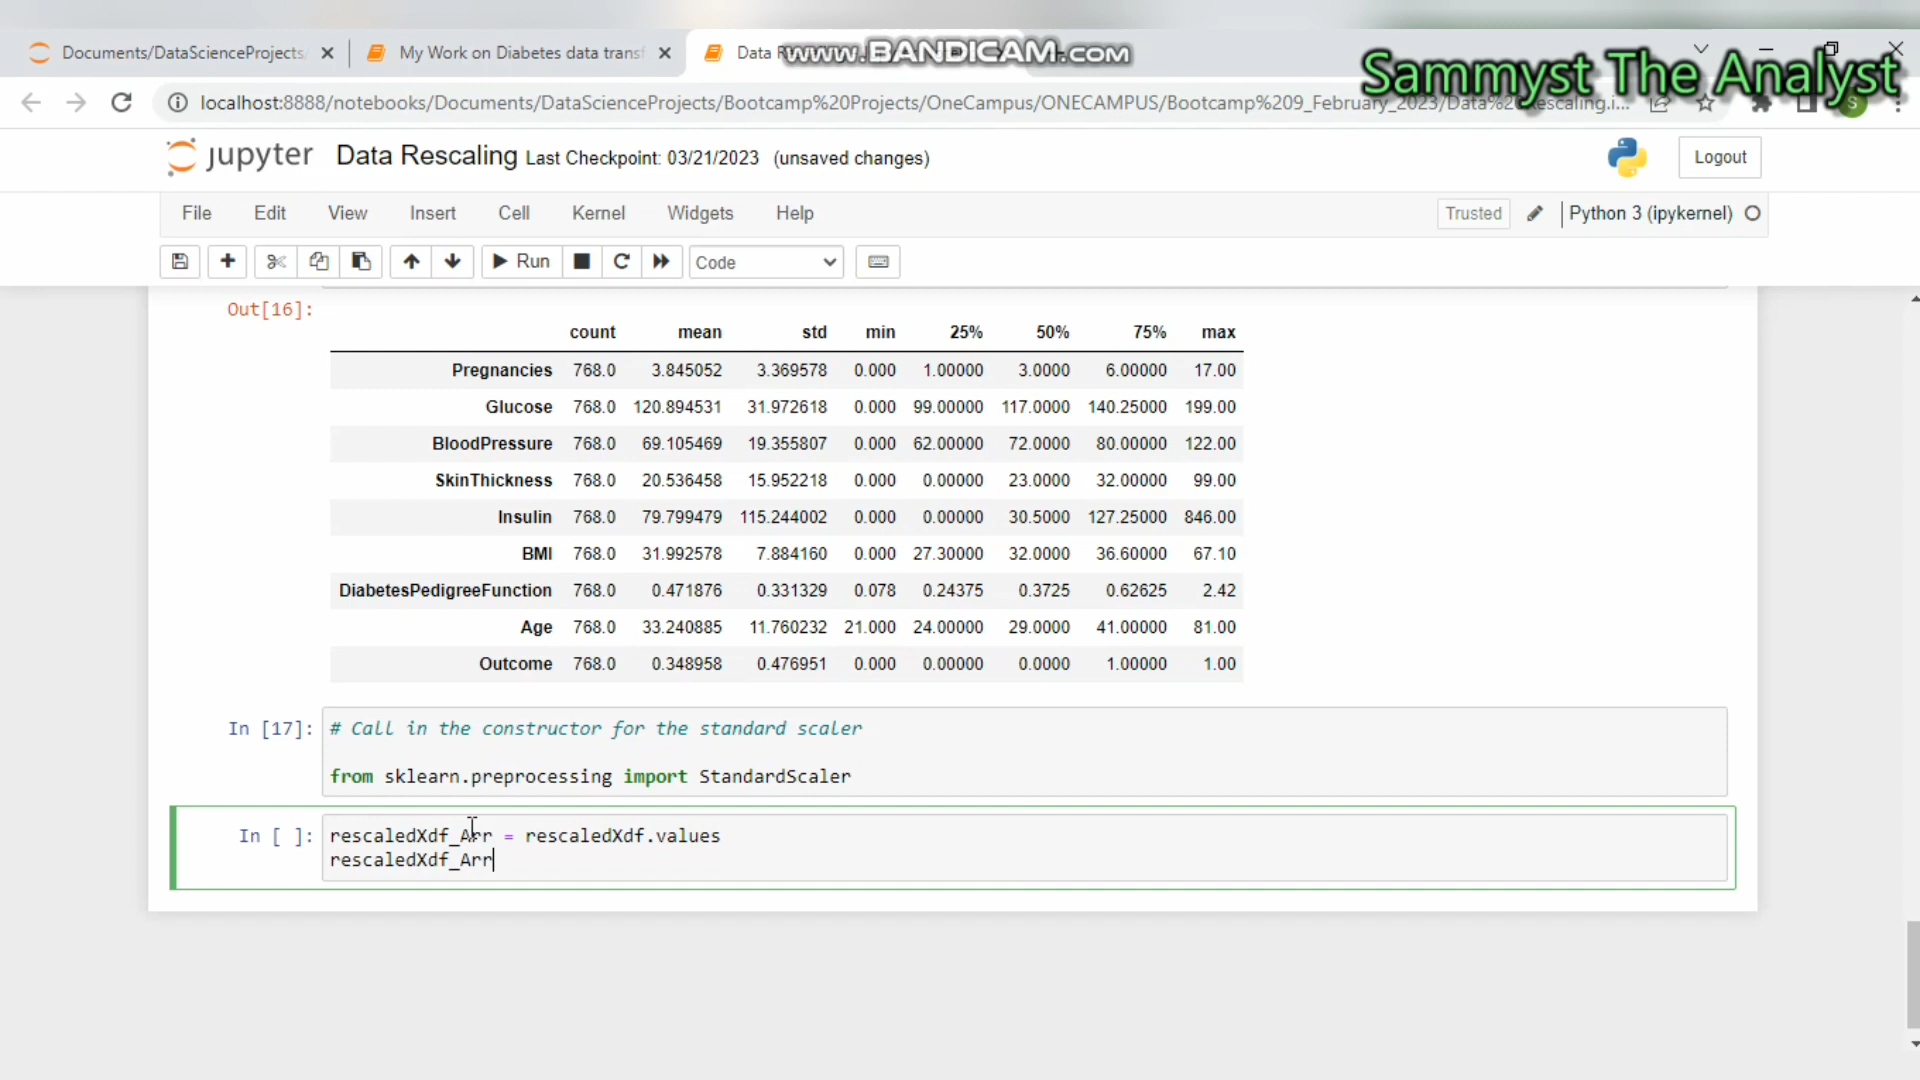 Documents/DataScienceProjects/
My Work on Diabetes data transf
Data R
www.BANDICAM.com
Sammyst The Analyst
localhost:8888/notebooks/Documents/DataScienceProjects/Bootcamp%20Projects/OneCampus/ONECAMPUS/Bootcamp%209_February_2023/Data%20Rescaling.i...
S
jupyter Data Rescaling Last Checkpoint: 03/21/2023 (unsaved changes)
Logout
File Edit View Insert Cell Kernel Widgets Help
Trusted Python 3 (ipykernel)
Run Code
Out[16]:
count mean std min 25% 50% 75% max
Pregnancies 768.0 3.845052 3.369578 0.000 1.00000 3.0000 6.00000 17.00
Glucose 768.0 120.894531 31.972618 0.000 99.00000 117.0000 140.25000 199.00
BloodPressure 768.0 69.105469 19.355807 0.000 62.00000 72.0000 80.00000 122.00
SkinThickness 768.0 20.536458 15.952218 0.000 0.00000 23.0000 32.00000 99.00
Insulin 768.0 79.799479 115.244002 0.000 0.00000 30.5000 127.25000 846.00
BMI 768.0 31.992578 7.884160 0.000 27.30000 32.0000 36.60000 67.10
DiabetesPedigreeFunction 768.0 0.471876 0.331329 0.078 0.24375 0.3725 0.62625 2.42
Age 768.0 33.240885 11.760232 21.000 24.00000 29.0000 41.00000 81.00
Outcome 768.0 0.348958 0.476951 0.000 0.00000 0.0000 1.00000 1.00
In [17]: # Call in the constructor for the standard scaler
from sklearn.preprocessing import StandardScaler
In [ ]: rescaledXdf_Arr = rescaledXdf.values
rescaledXdf_Arr